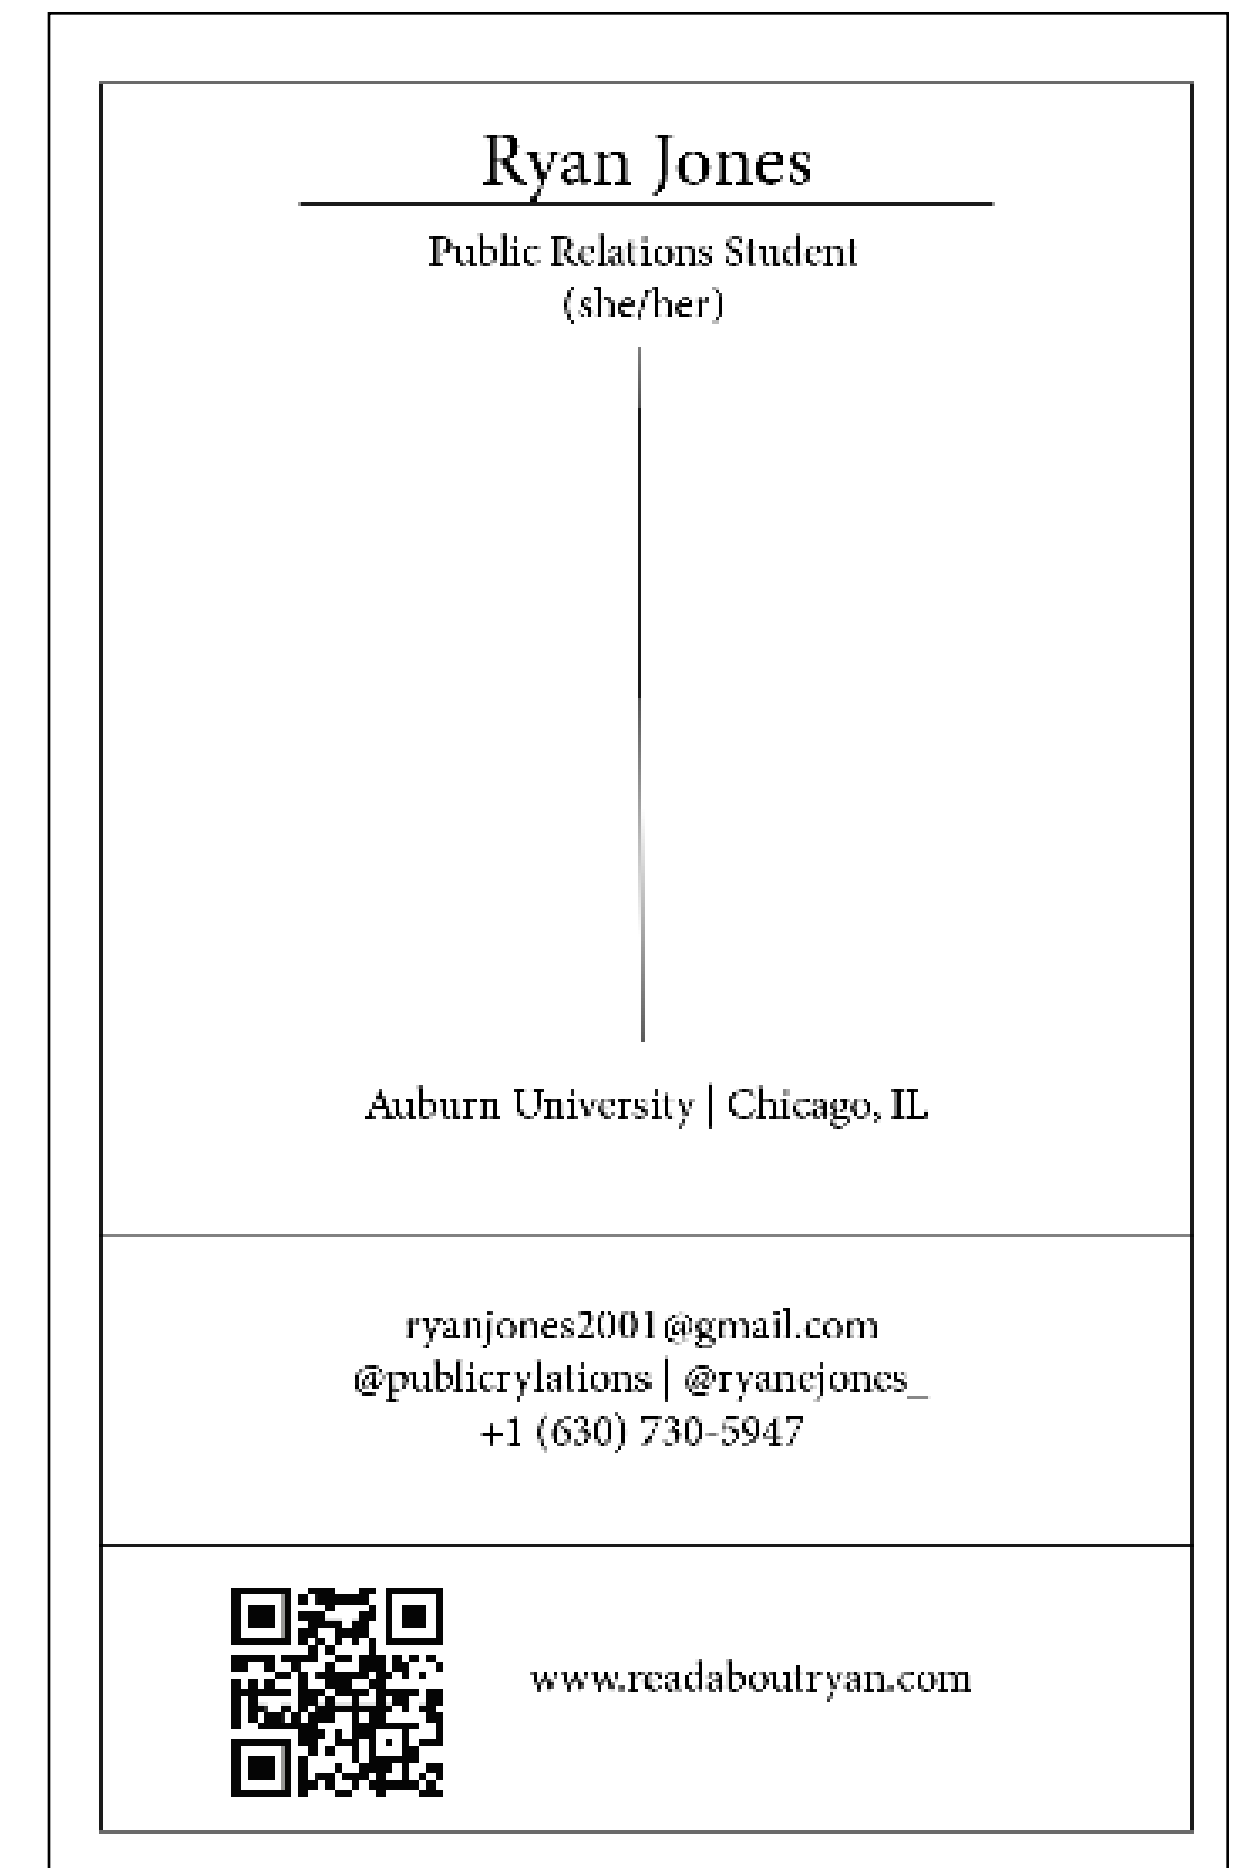 Ryan Jones
Public Relations Student
(she/her)
Auburn University | Chicago, IL
ryanjones2001@gmail.com
@publicrylations | @ryanejones_
+1 (630) 730-5947
www.readaboutryan.com